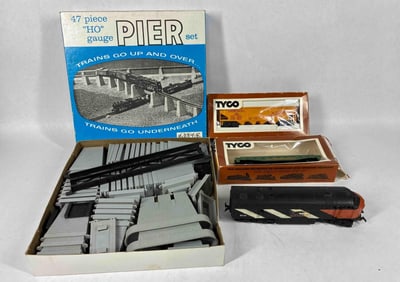 47 piece
"HO"
gauge
PIER
set
TRAINS GO UP AND OVER
TRAINS GO UNDERNEATH
TYCO
TYCO